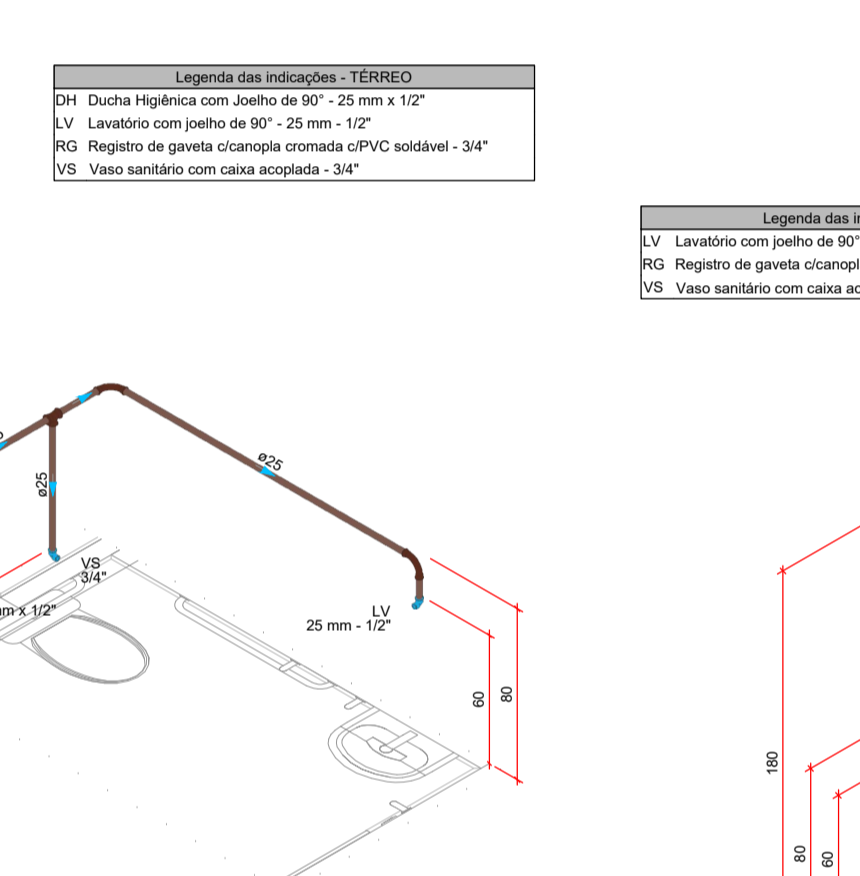 Legenda das indicações - TÉRREO
DH Ducha Higiênica com Joelho de 90° - 25 mm x 1/2"
LV Lavatório com joelho de 90° - 25 mm - 1/2"
RG Registro de gaveta c/canopla cromada c/PVC soldável - 3/4"
VS Vaso sanitário com caixa acoplada - 3/4"
Legenda das
LV Lavatório com joelho de 90°
RG Registro de gaveta c/canopl
VS Vaso sanitário com caixa
ø25
ø25
VS
3/4"
x 1/2"
LV
25 mm - 1/2"
60
80
180
80
60